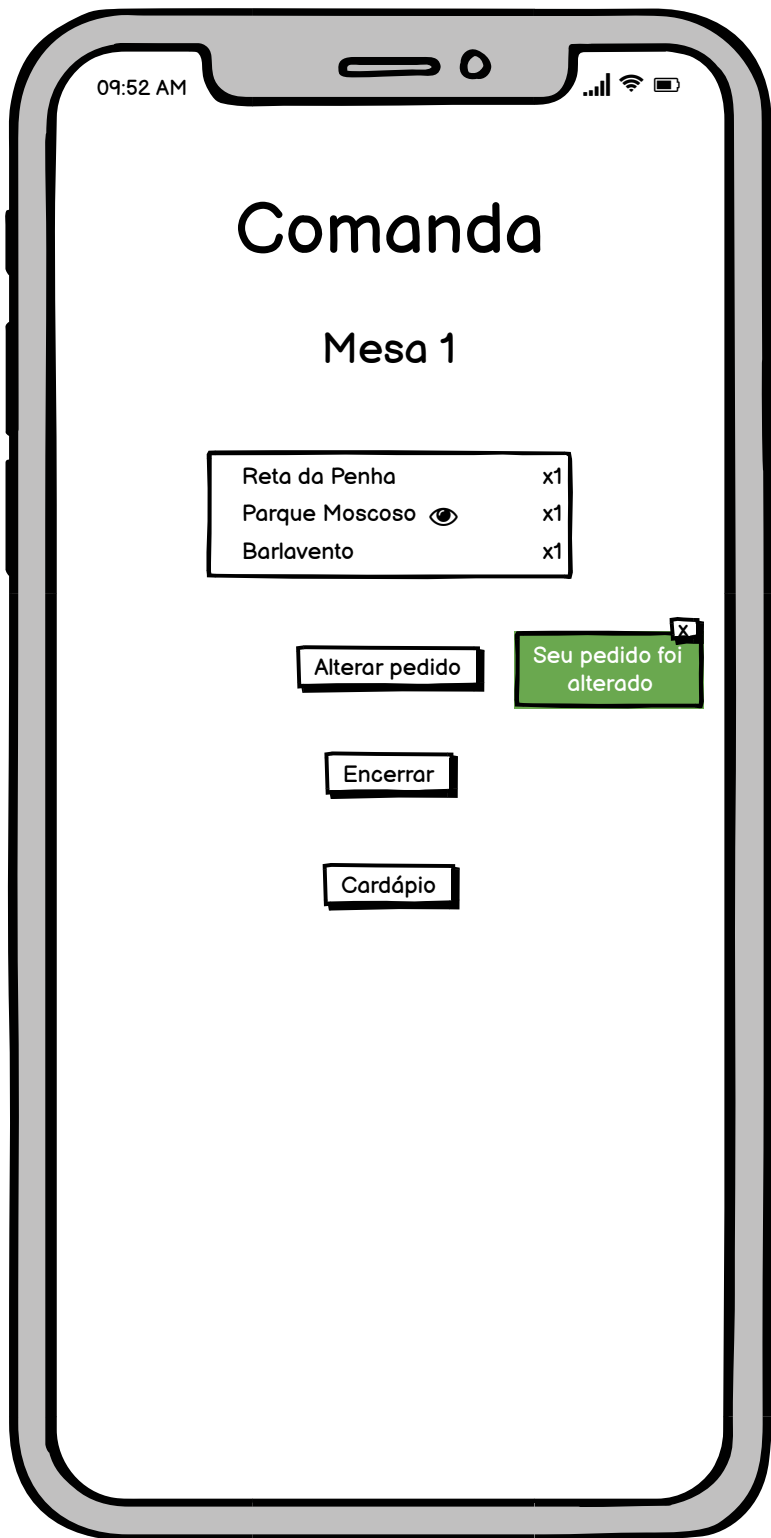 09:52 AM
Comanda
Mesa 1
Reta da Penha x1
Parque Moscoso x1
Barlavento x1
x
Alterar pedido
Seu pedido foi
alterado
Encerrar
Cardápio